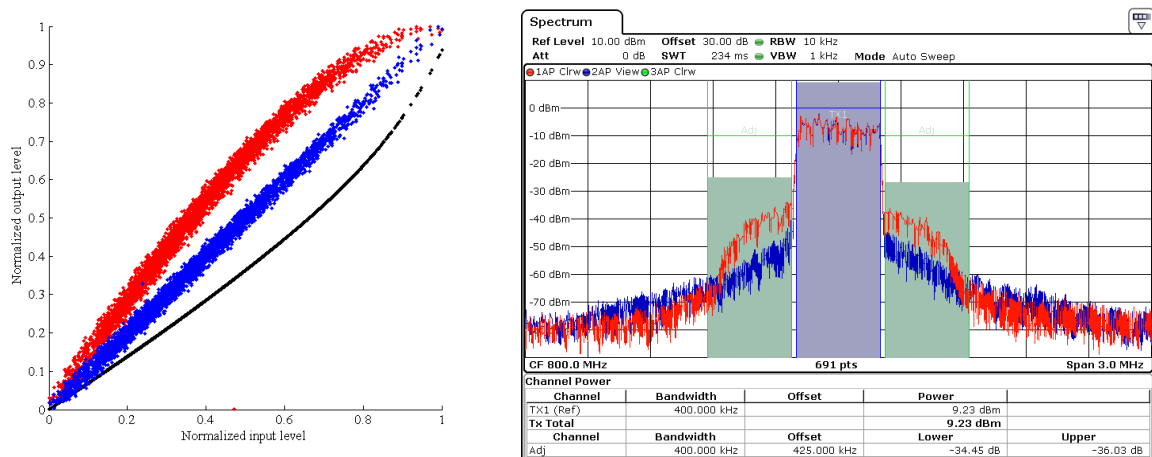 1
0.9
0.8
0.7
0.6
0.5
0.4
0.3
0.2
0.1
0
Normalized output level
0 0.2 0.4 0.6 0.8 1
Normalized input level
Spectrum
Ref Level 10.00 dBm Offset 30.00 dB RBW 10 kHz
Att 0 dB SWT 234 ms VBW 1 kHz Mode Auto Sweep
1AP Clrw 2AP View 3AP Clrw
0 dBm
TX1
-10 dBm
Adj Adj
-20 dBm
-30 dBm
-40 dBm
-50 dBm
-60 dBm
-70 dBm
CF 800.0 MHz 691 pts Span 3.0 MHz
Channel Power
Channel Bandwidth Offset Power
TX1 (Ref) 400.000 kHz 9.23 dBm
Tx Total 9.23 dBm
Channel Bandwidth Offset Lower Upper
Adj 400.000 kHz 425.000 kHz -34.45 dB -36.03 dB